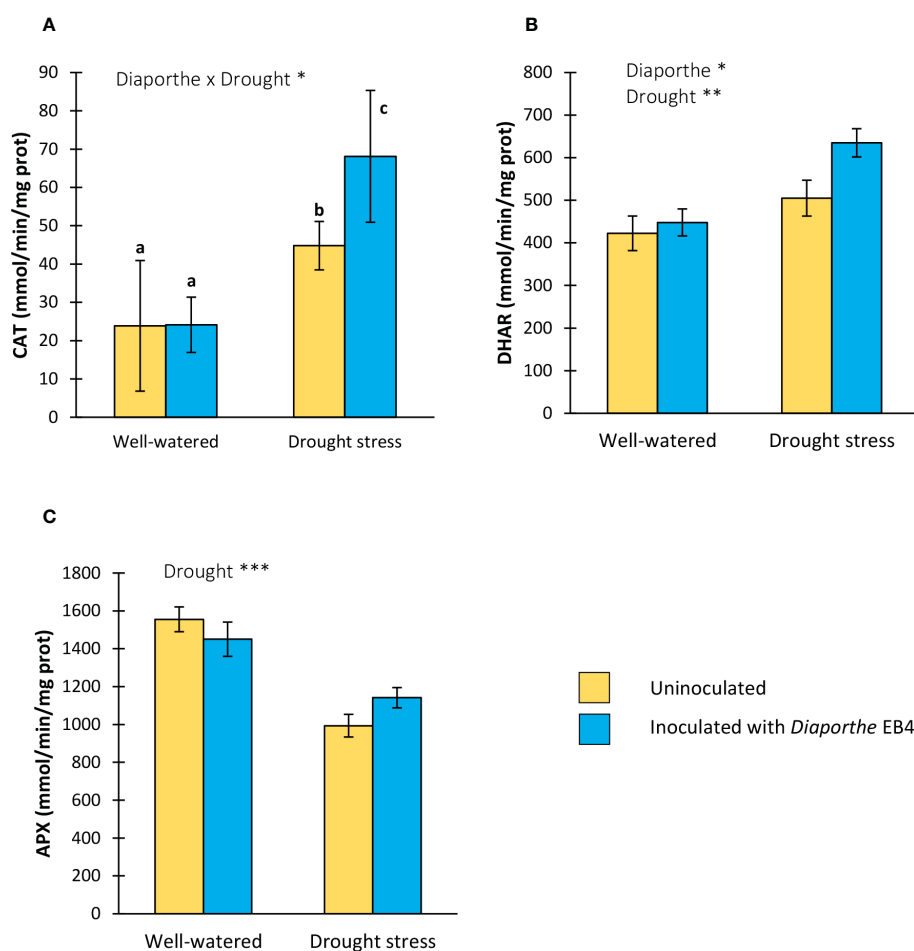 A
Diaporthe x Drought *
CAT (mmol/min/mg prot)
90
80
70
60
50
40
30
20
10
0
a
a
b
c
Well-watered
Drought stress
B
Diaporthe *
Drought **
DHAR (mmol/min/mg prot)
800
700
600
500
400
300
200
100
0
Well-watered
Drought stress
C
Drought ***
APX (mmol/min/mg prot)
1800
1600
1400
1200
1000
800
600
400
200
0
Well-watered
Drought stress
Uninoculated
Inoculated with Diaporthe EB4